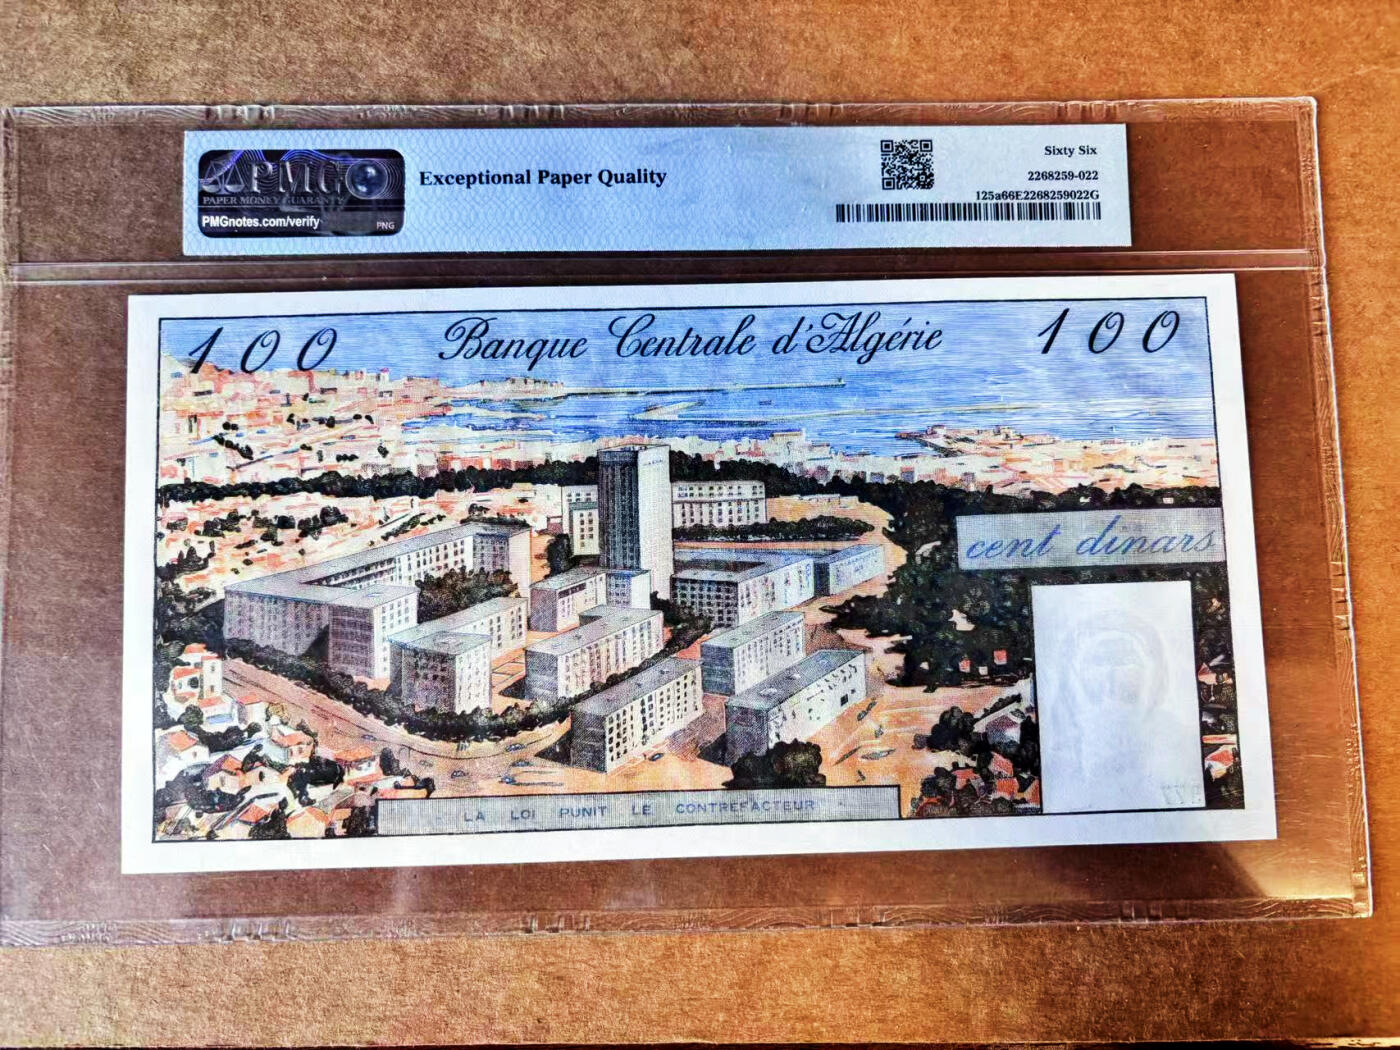 PMG
PAPER MONEY GUARANTY
PMGnotes.com/verify
PNG
Exceptional Paper Quality
Sixty Six
2268259-022
125a66E2268259022G
100
Banque Centrale d'Algérie
100
cent dinars
LA LOI PUNIT LE CONTREFACTEUR